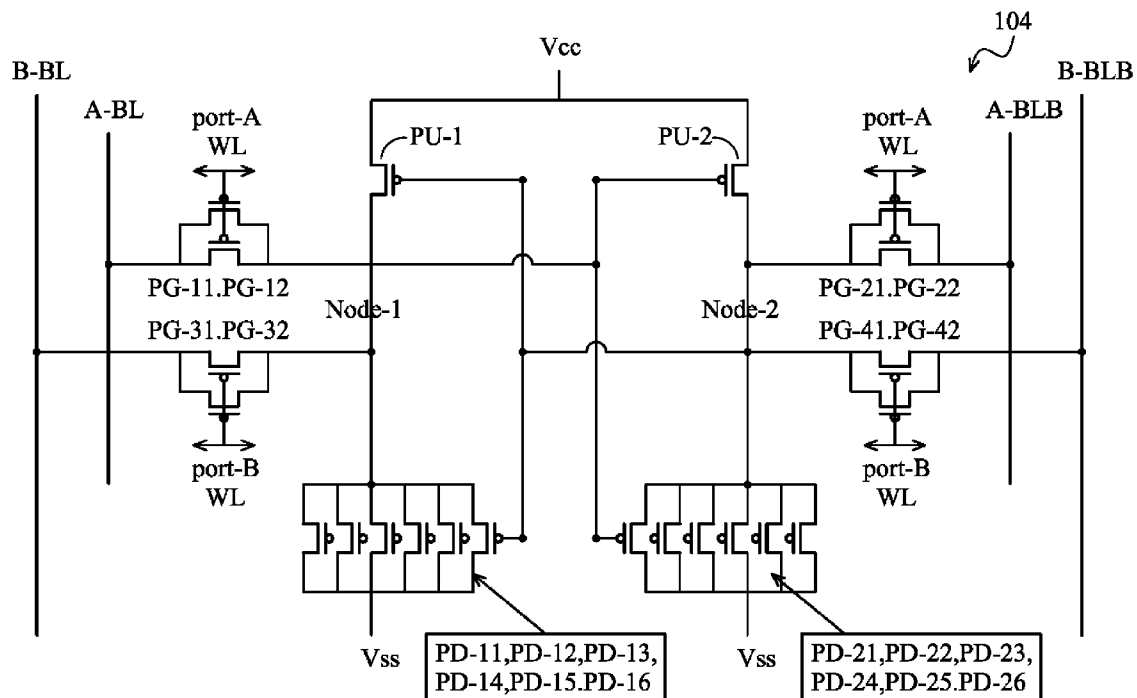 104
Vcc
B-BL
B-BLB
A-BL
A-BLB
port-A
WL
PU-1
PU-2
port-A
WL
PG-11.PG-12
PG-21.PG-22
Node-1
Node-2
PG-31.PG-32
PG-41.PG-42
port-B
WL
port-B
WL
Vss
PD-11,PD-12,PD-13,
PD-14,PD-15.PD-16
Vss
PD-21,PD-22,PD-23,
PD-24,PD-25.PD-26